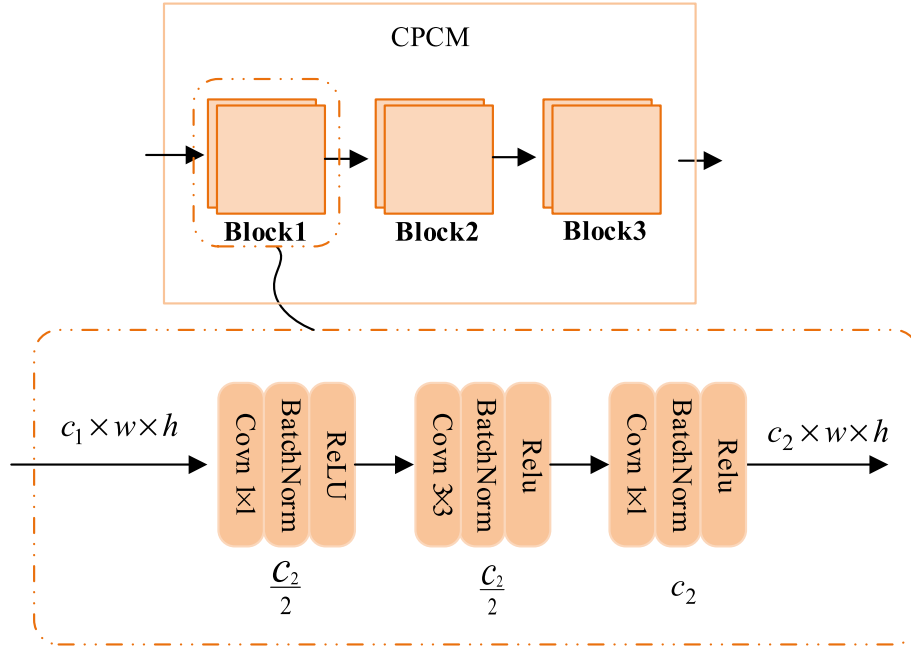 CPCM
Block1
Block2
Block3
c₁ × w × h
Covn 1×1
BatchNorm
ReLU
Covn 3×3
BatchNorm
Relu
Covn 1×1
BatchNorm
Relu
c₂ × w × h
c₂/2
c₂/2
c₂